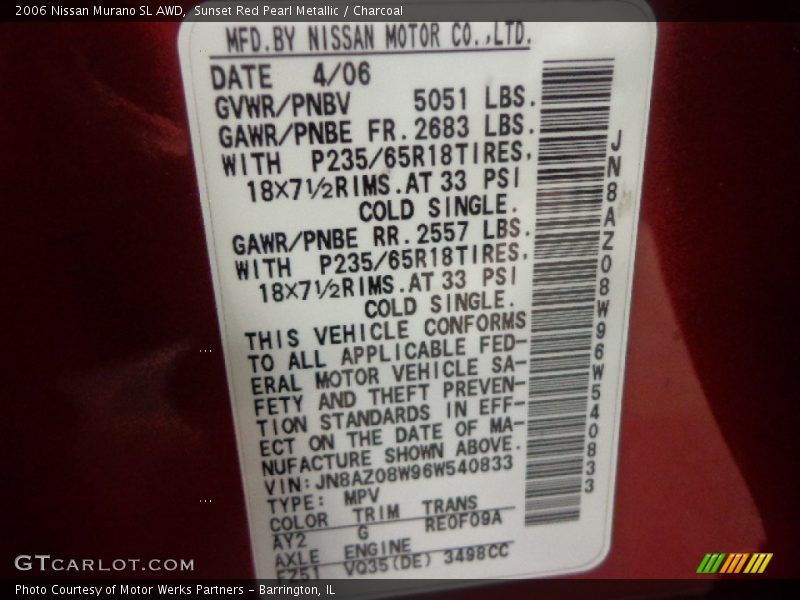 2006 Nissan Murano SL AWD, Sunset Red Pearl Metallic / Charcoal
MFD.BY NISSAN MOTOR CO.,LTD.
DATE 4/06
GVWR/PNBV 5051 LBS.
GAWR/PNBE FR.2683 LBS.
WITH P235/65R18TIRES,
18×7½RIMS.AT 33 PSI
COLD SINGLE.
GAWR/PNBE RR.2557 LBS.
WITH P235/65R18TIRES,
18×7½RIMS.AT 33 PSI
COLD SINGLE.
THIS VEHICLE CONFORMS
TO ALL APPLICABLE FED-
ERAL MOTOR VEHICLE SA-
FETY AND THEFT PREVEN-
TION STANDARDS IN EFF-
ECT ON THE DATE OF MA-
NUFACTURE SHOWN ABOVE.
VIN:JN8AZ08W96W540833
TYPE: MPV
COLOR TRIM TRANS
AY2 G RE0F09A
AXLE ENGINE
FZ51 VQ35(DE) 3498CC
JN8AZ08W96W540833
GTCARLOT.COM
Photo Courtesy of Motor Werks Partners - Barrington, IL